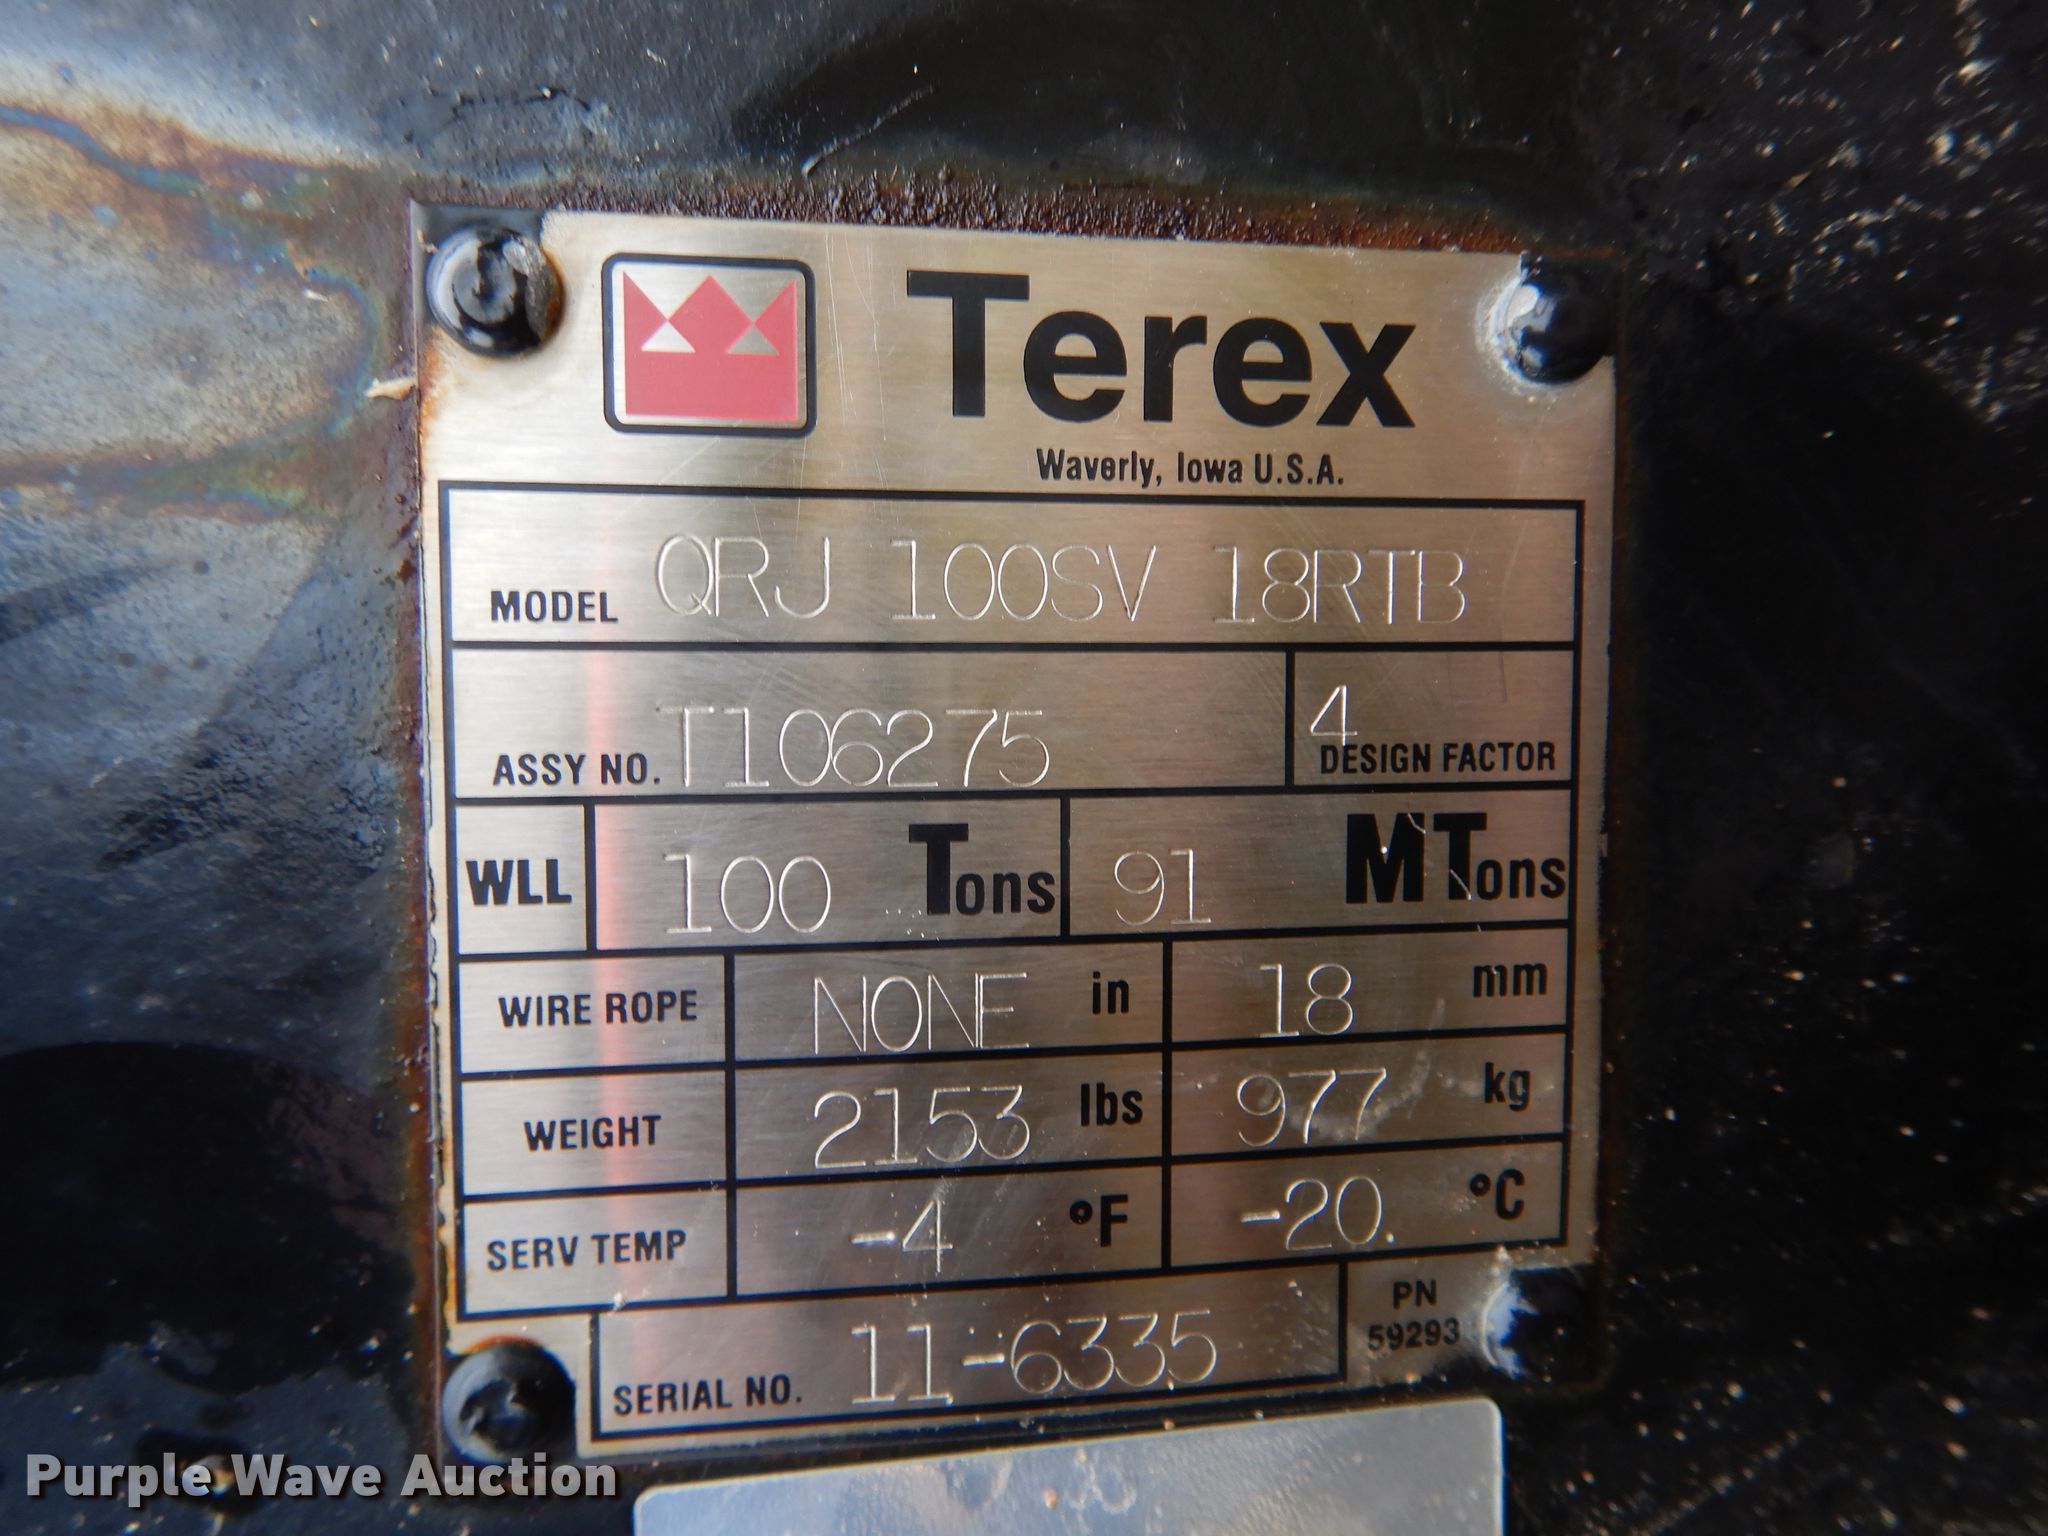 Terex
Waverly, Iowa U.S.A.
MODEL QRJ 100SV 18RTB
ASSY NO. T106275 4 DESIGN FACTOR
WLL 100 Tons 91 MTons
WIRE ROPE NONE in 18 mm
WEIGHT 2153 lbs 977 kg
SERV TEMP -4 °F -20. °C
SERIAL NO. 11-6335 PN 59293
Purple Wave Auction